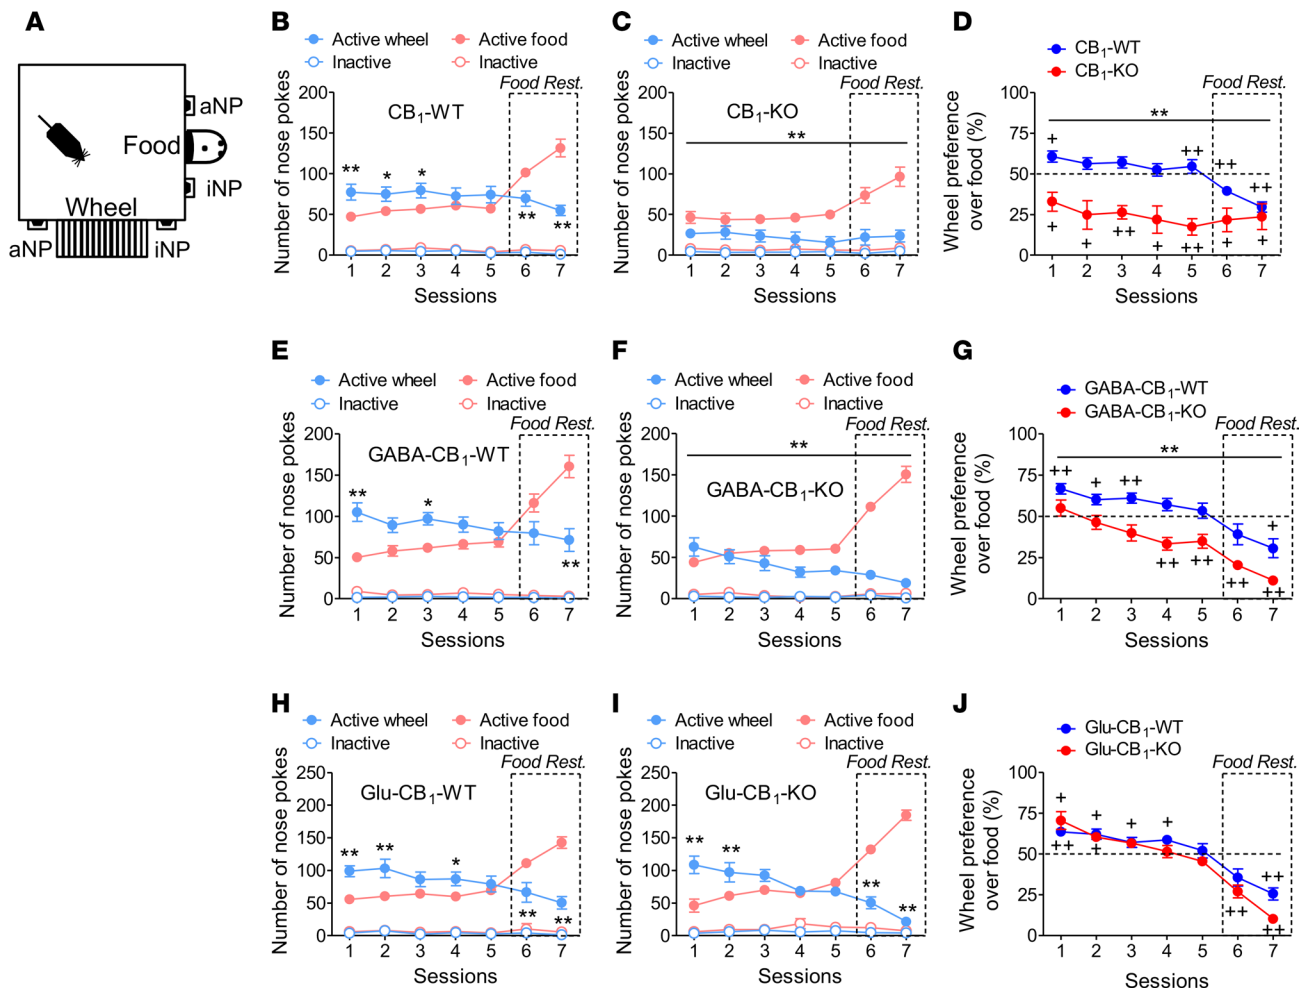 A
aNP
Food
iNP
Wheel
aNP
iNP
B
Active wheel
Active food
Inactive
Inactive
Food Rest.
CB1-WT
Number of nose pokes
200
150
100
50
0
**
*
*
**
**
1 2 3 4 5 6 7
Sessions
C
Active wheel
Active food
Inactive
Inactive
Food Rest.
CB1-KO
**
Number of nose pokes
200
150
100
50
0
1 2 3 4 5 6 7
Sessions
D
CB1-WT
CB1-KO
Food Rest.
Wheel preference
over food (%)
100
75
50
25
0
**
+
++
++
++
+
+
++
+
++
+
+
1 2 3 4 5 6 7
Sessions
E
Active wheel
Active food
Inactive
Inactive
Food Rest.
GABA-CB1-WT
Number of nose pokes
200
150
100
50
0
**
*
**
1 2 3 4 5 6 7
Sessions
F
Active wheel
Active food
Inactive
Inactive
Food Rest.
**
GABA-CB1-KO
Number of nose pokes
200
150
100
50
0
1 2 3 4 5 6 7
Sessions
G
GABA-CB1-WT
GABA-CB1-KO
Food Rest.
Wheel preference
over food (%)
100
75
50
25
0
**
++
+
++
+
++
++
++
++
1 2 3 4 5 6 7
Sessions
H
Active wheel
Active food
Inactive
Inactive
Food Rest.
Glu-CB1-WT
Number of nose pokes
250
200
150
100
50
0
**
**
*
**
**
1 2 3 4 5 6 7
Sessions
I
Active wheel
Active food
Inactive
Inactive
Food Rest.
Glu-CB1-KO
Number of nose pokes
250
200
150
100
50
0
**
**
**
**
1 2 3 4 5 6 7
Sessions
J
Glu-CB1-WT
Glu-CB1-KO
Food Rest.
Wheel preference
over food (%)
100
75
50
25
0
+
+
+
+
++
++
+
++
++
1 2 3 4 5 6 7
Sessions